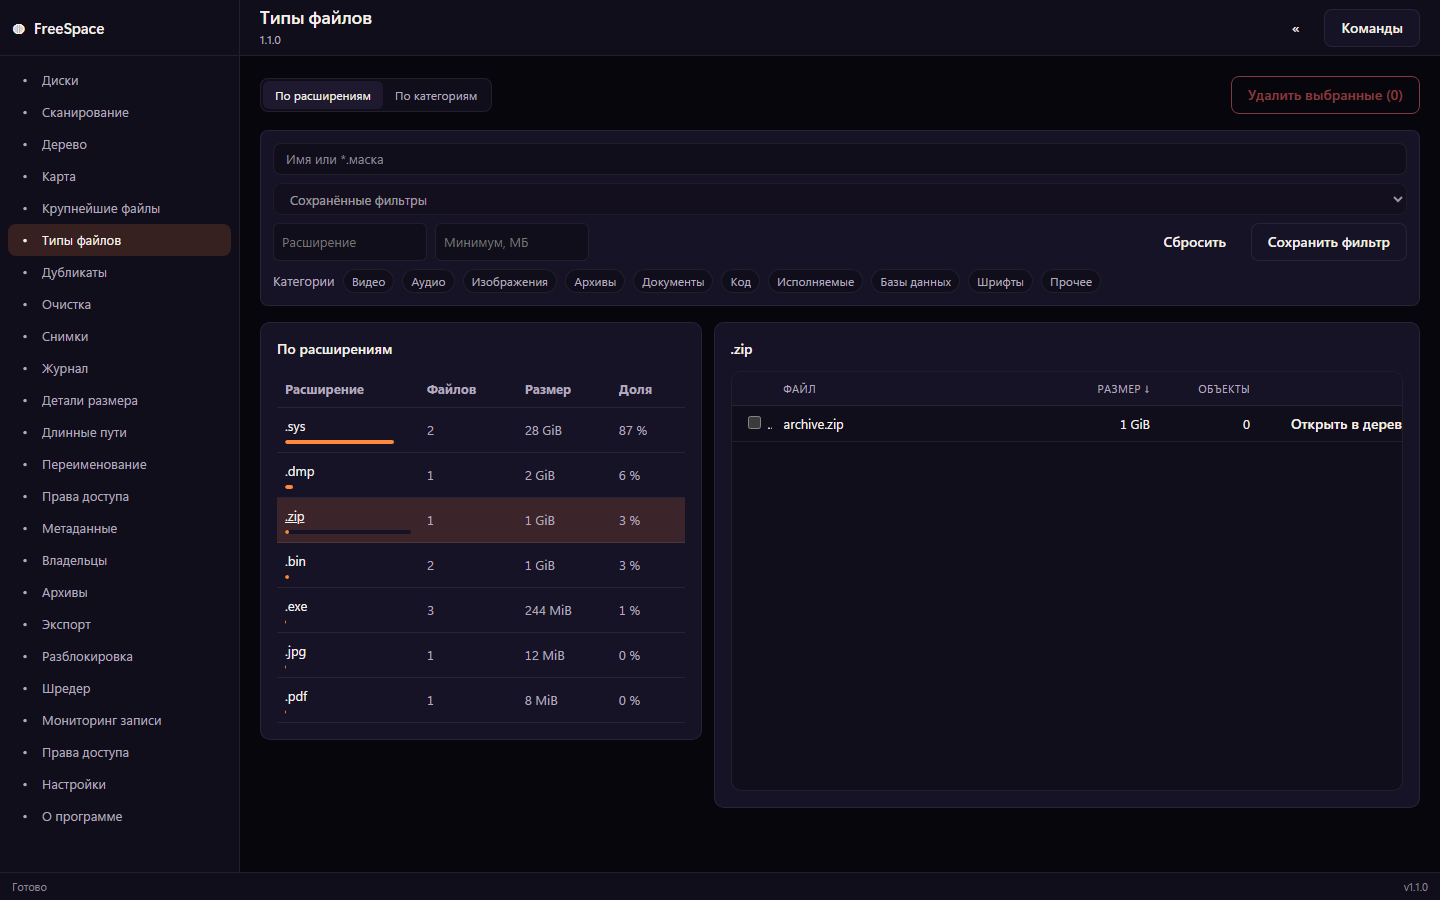 FreeSpace
Типы файлов
1.1.0
«
Команды
Диски
Сканирование
Дерево
Карта
Крупнейшие файлы
Типы файлов
Дубликаты
Очистка
Снимки
Журнал
Детали размера
Длинные пути
Переименование
Права доступа
Метаданные
Владельцы
Архивы
Экспорт
Разблокировка
Шредер
Мониторинг записи
Права доступа
Настройки
О программе
По расширениям По категориям
Удалить выбранные (0)
Имя или *.маска
Сохранённые фильтры
Расширение Минимум, МБ
Сбросить Сохранить фильтр
Категории Видео Аудио Изображения Архивы Документы Код Исполняемые Базы данных Шрифты Прочее
По расширениям
Расширение Файлов Размер Доля
.sys 2 28 GiB 87 %
.dmp 1 2 GiB 6 %
.zip 1 1 GiB 3 %
.bin 2 1 GiB 3 %
.exe 3 244 MiB 1 %
.jpg 1 12 MiB 0 %
.pdf 1 8 MiB 0 %
.zip
ФАЙЛ РАЗМЕР ↓ ОБЪЕКТЫ
.. archive.zip 1 GiB 0 Открыть в дерев
Готово
v1.1.0